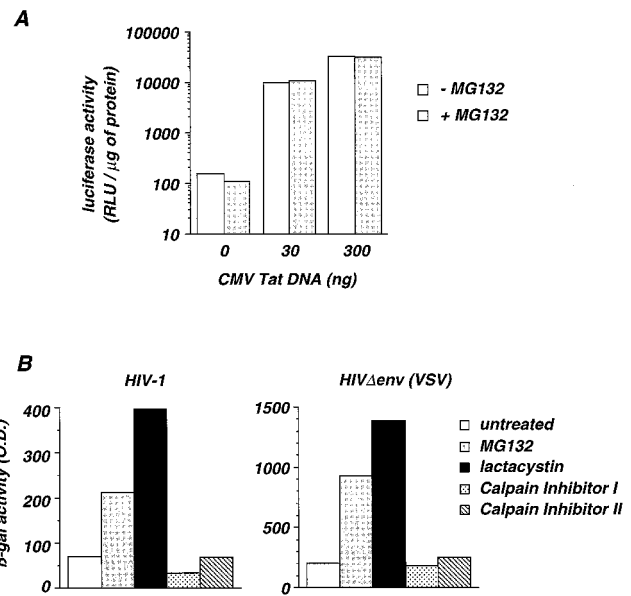 A
100000
10000
1000
100
10
luciferase activity
(RLU / μg of protein)
0 30 300
CMV Tat DNA (ng)
- MG132
+ MG132
B
HIV-1
400
300
200
100
0
β-gal activity (O.D.)
HIVΔenv (VSV)
1500
1000
500
0
untreated
MG132
lactacystin
Calpain Inhibitor I
Calpain Inhibitor II